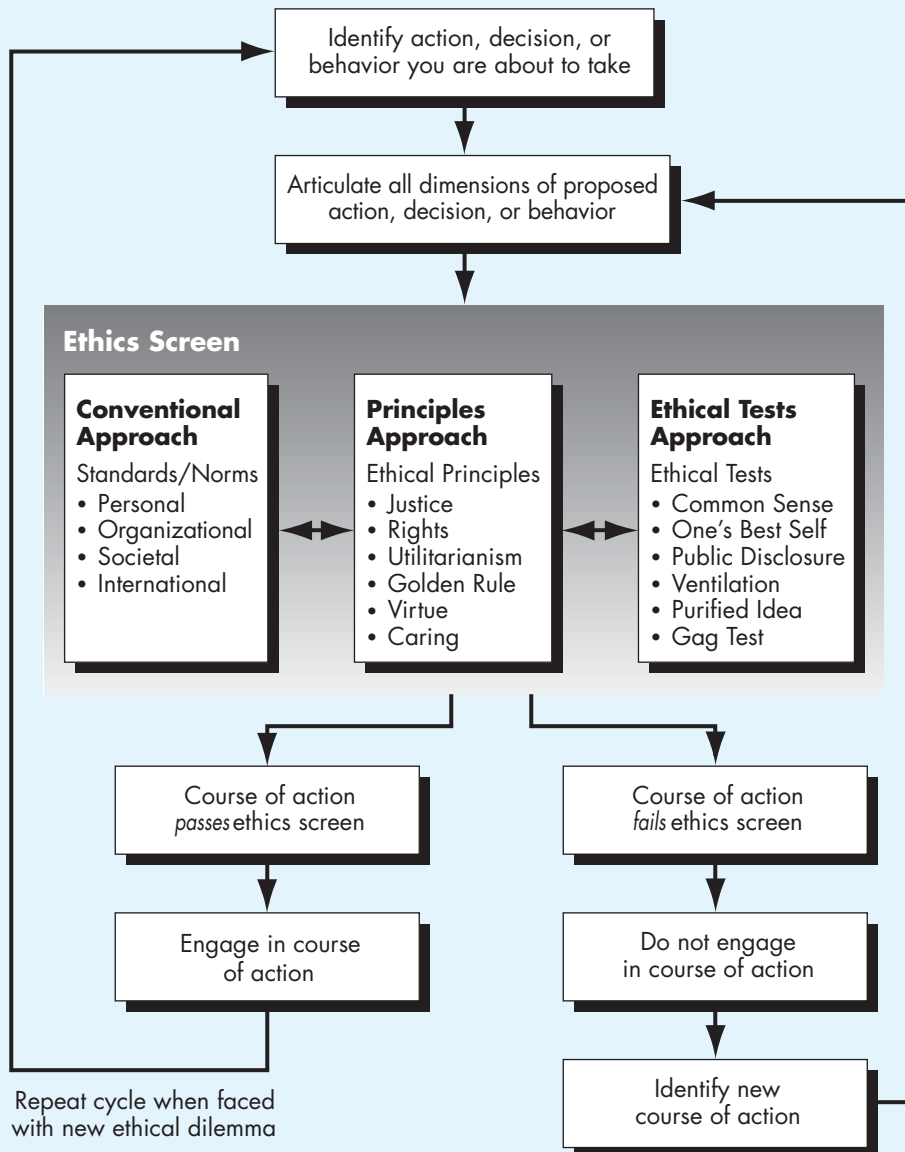 Identify action, decision, or
behavior you are about to take
Articulate all dimensions of proposed
action, decision, or behavior
Ethics Screen
Conventional
Approach
Standards/Norms
• Personal
• Organizational
• Societal
• International
Principles
Approach
Ethical Principles
• Justice
• Rights
• Utilitarianism
• Golden Rule
• Virtue
• Caring
Ethical Tests
Approach
Ethical Tests
• Common Sense
• One's Best Self
• Public Disclosure
• Ventilation
• Purified Idea
• Gag Test
Course of action
passes ethics screen
Course of action
fails ethics screen
Engage in course
of action
Do not engage
in course of action
Identify new
course of action
Repeat cycle when faced
with new ethical dilemma